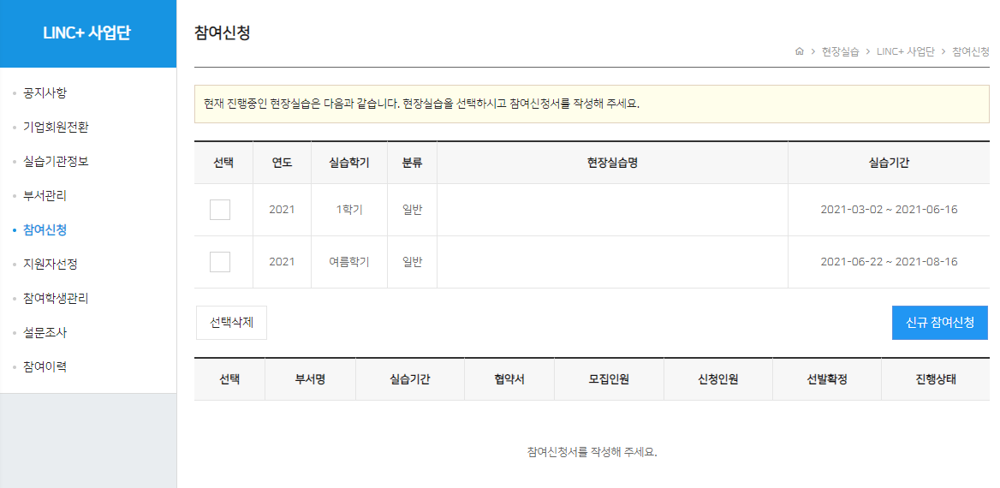 LINC+ 사업단
공지사항
기업회원전환
실습기관정보
부서관리
참여신청
지원자선정
참여학생관리
설문조사
참여이력
참여신청
현장실습 > LINC+ 사업단 > 참여신청
현재 진행중인 현장실습은 다음과 같습니다. 현장실습을 선택하시고 참여신청서를 작성해 주세요.
선택 연도 실습학기 분류 현장실습명 실습기간
2021 1학기 일반 2021-03-02 ~ 2021-06-16
2021 여름학기 일반 2021-06-22 ~ 2021-08-16
선택삭제 신규 참여신청
선택 부서명 실습기간 협약서 모집인원 신청인원 선발확정 진행상태
참여신청서를 작성해 주세요.